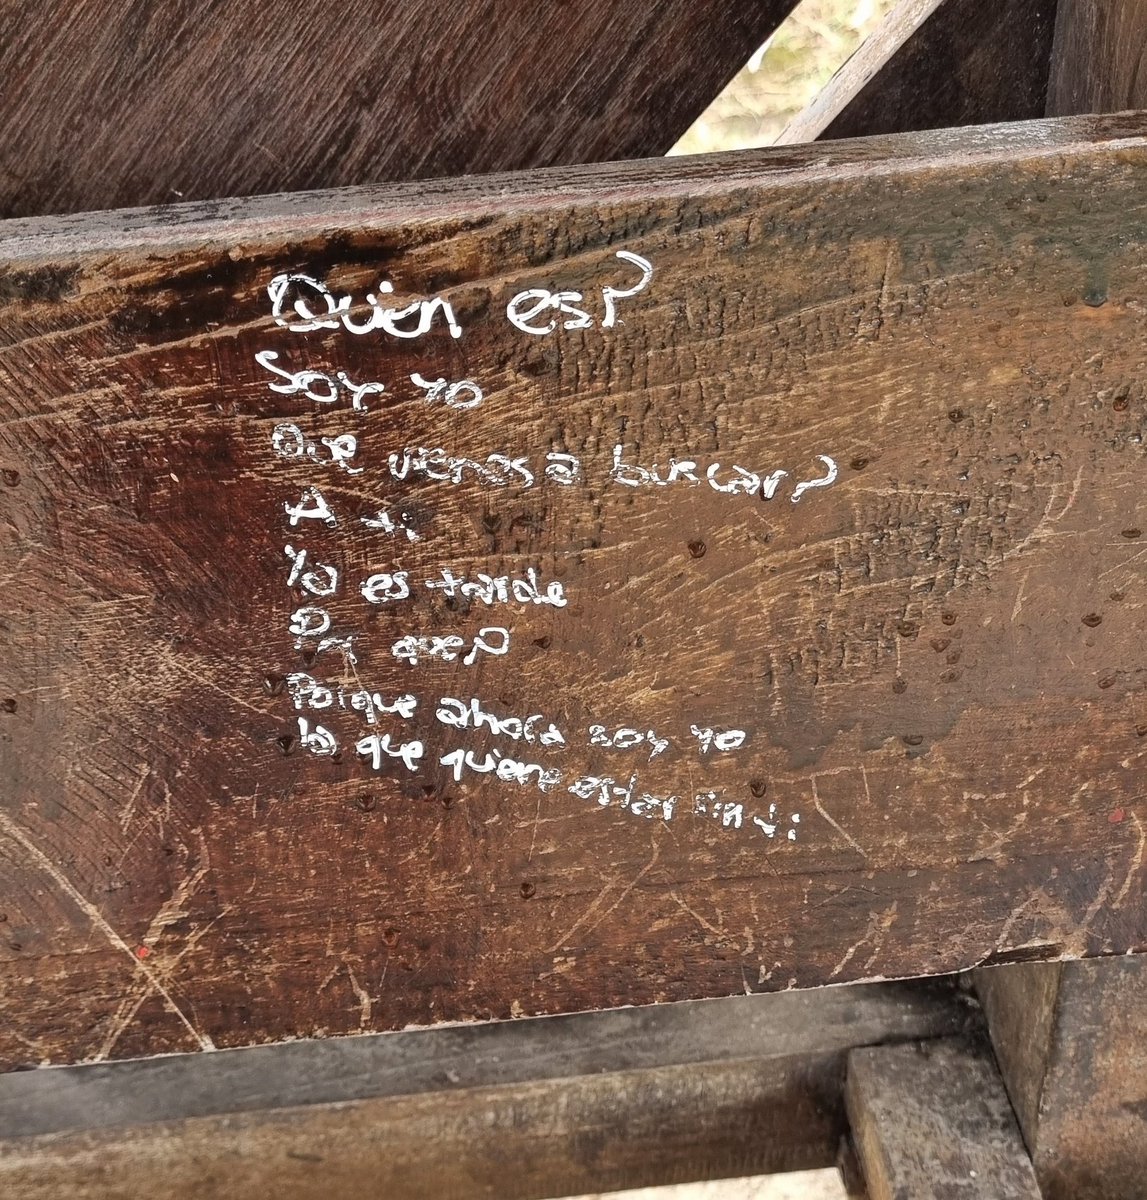 Quien es?
Soy yo
Que vienes a buscar?
A ti
Ya es tarde
Por que?
Porque ahora soy yo
la que quiere estar sin ti